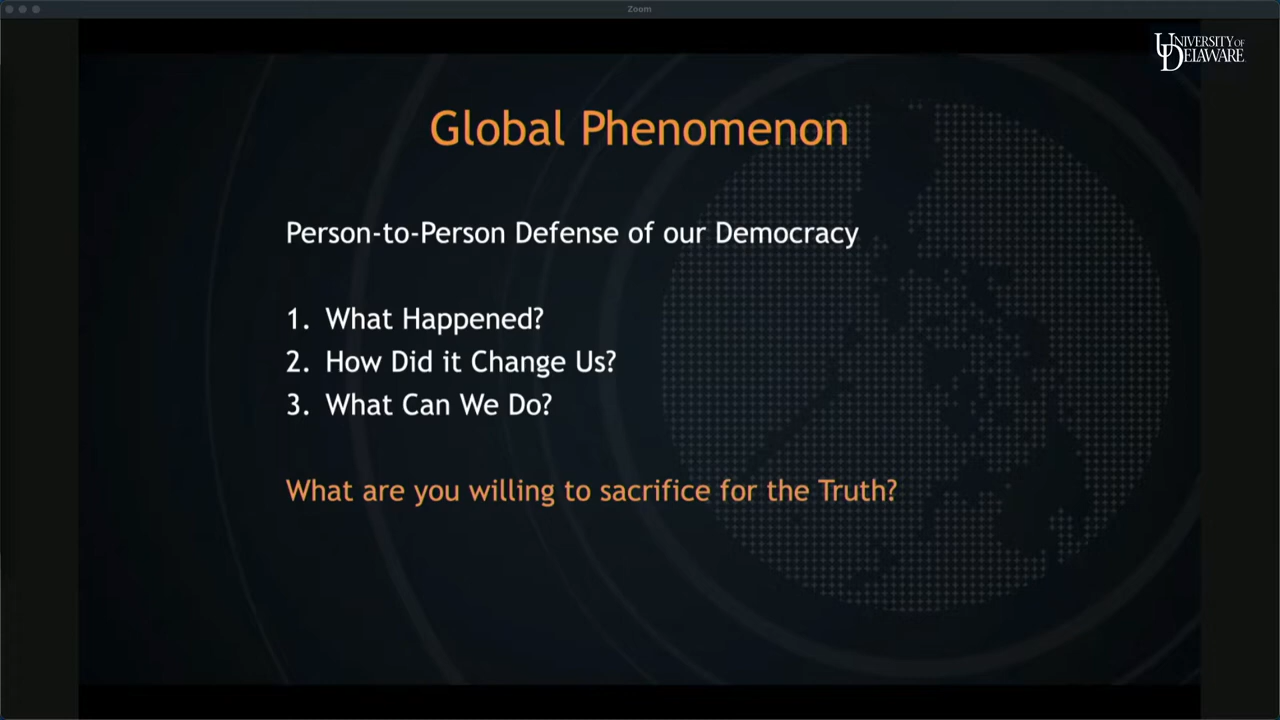 Zoom
UNIVERSITY OF
DELAWARE
Global Phenomenon
Person-to-Person Defense of our Democracy
1. What Happened?
2. How Did it Change Us?
3. What Can We Do?
What are you willing to sacrifice for the Truth?